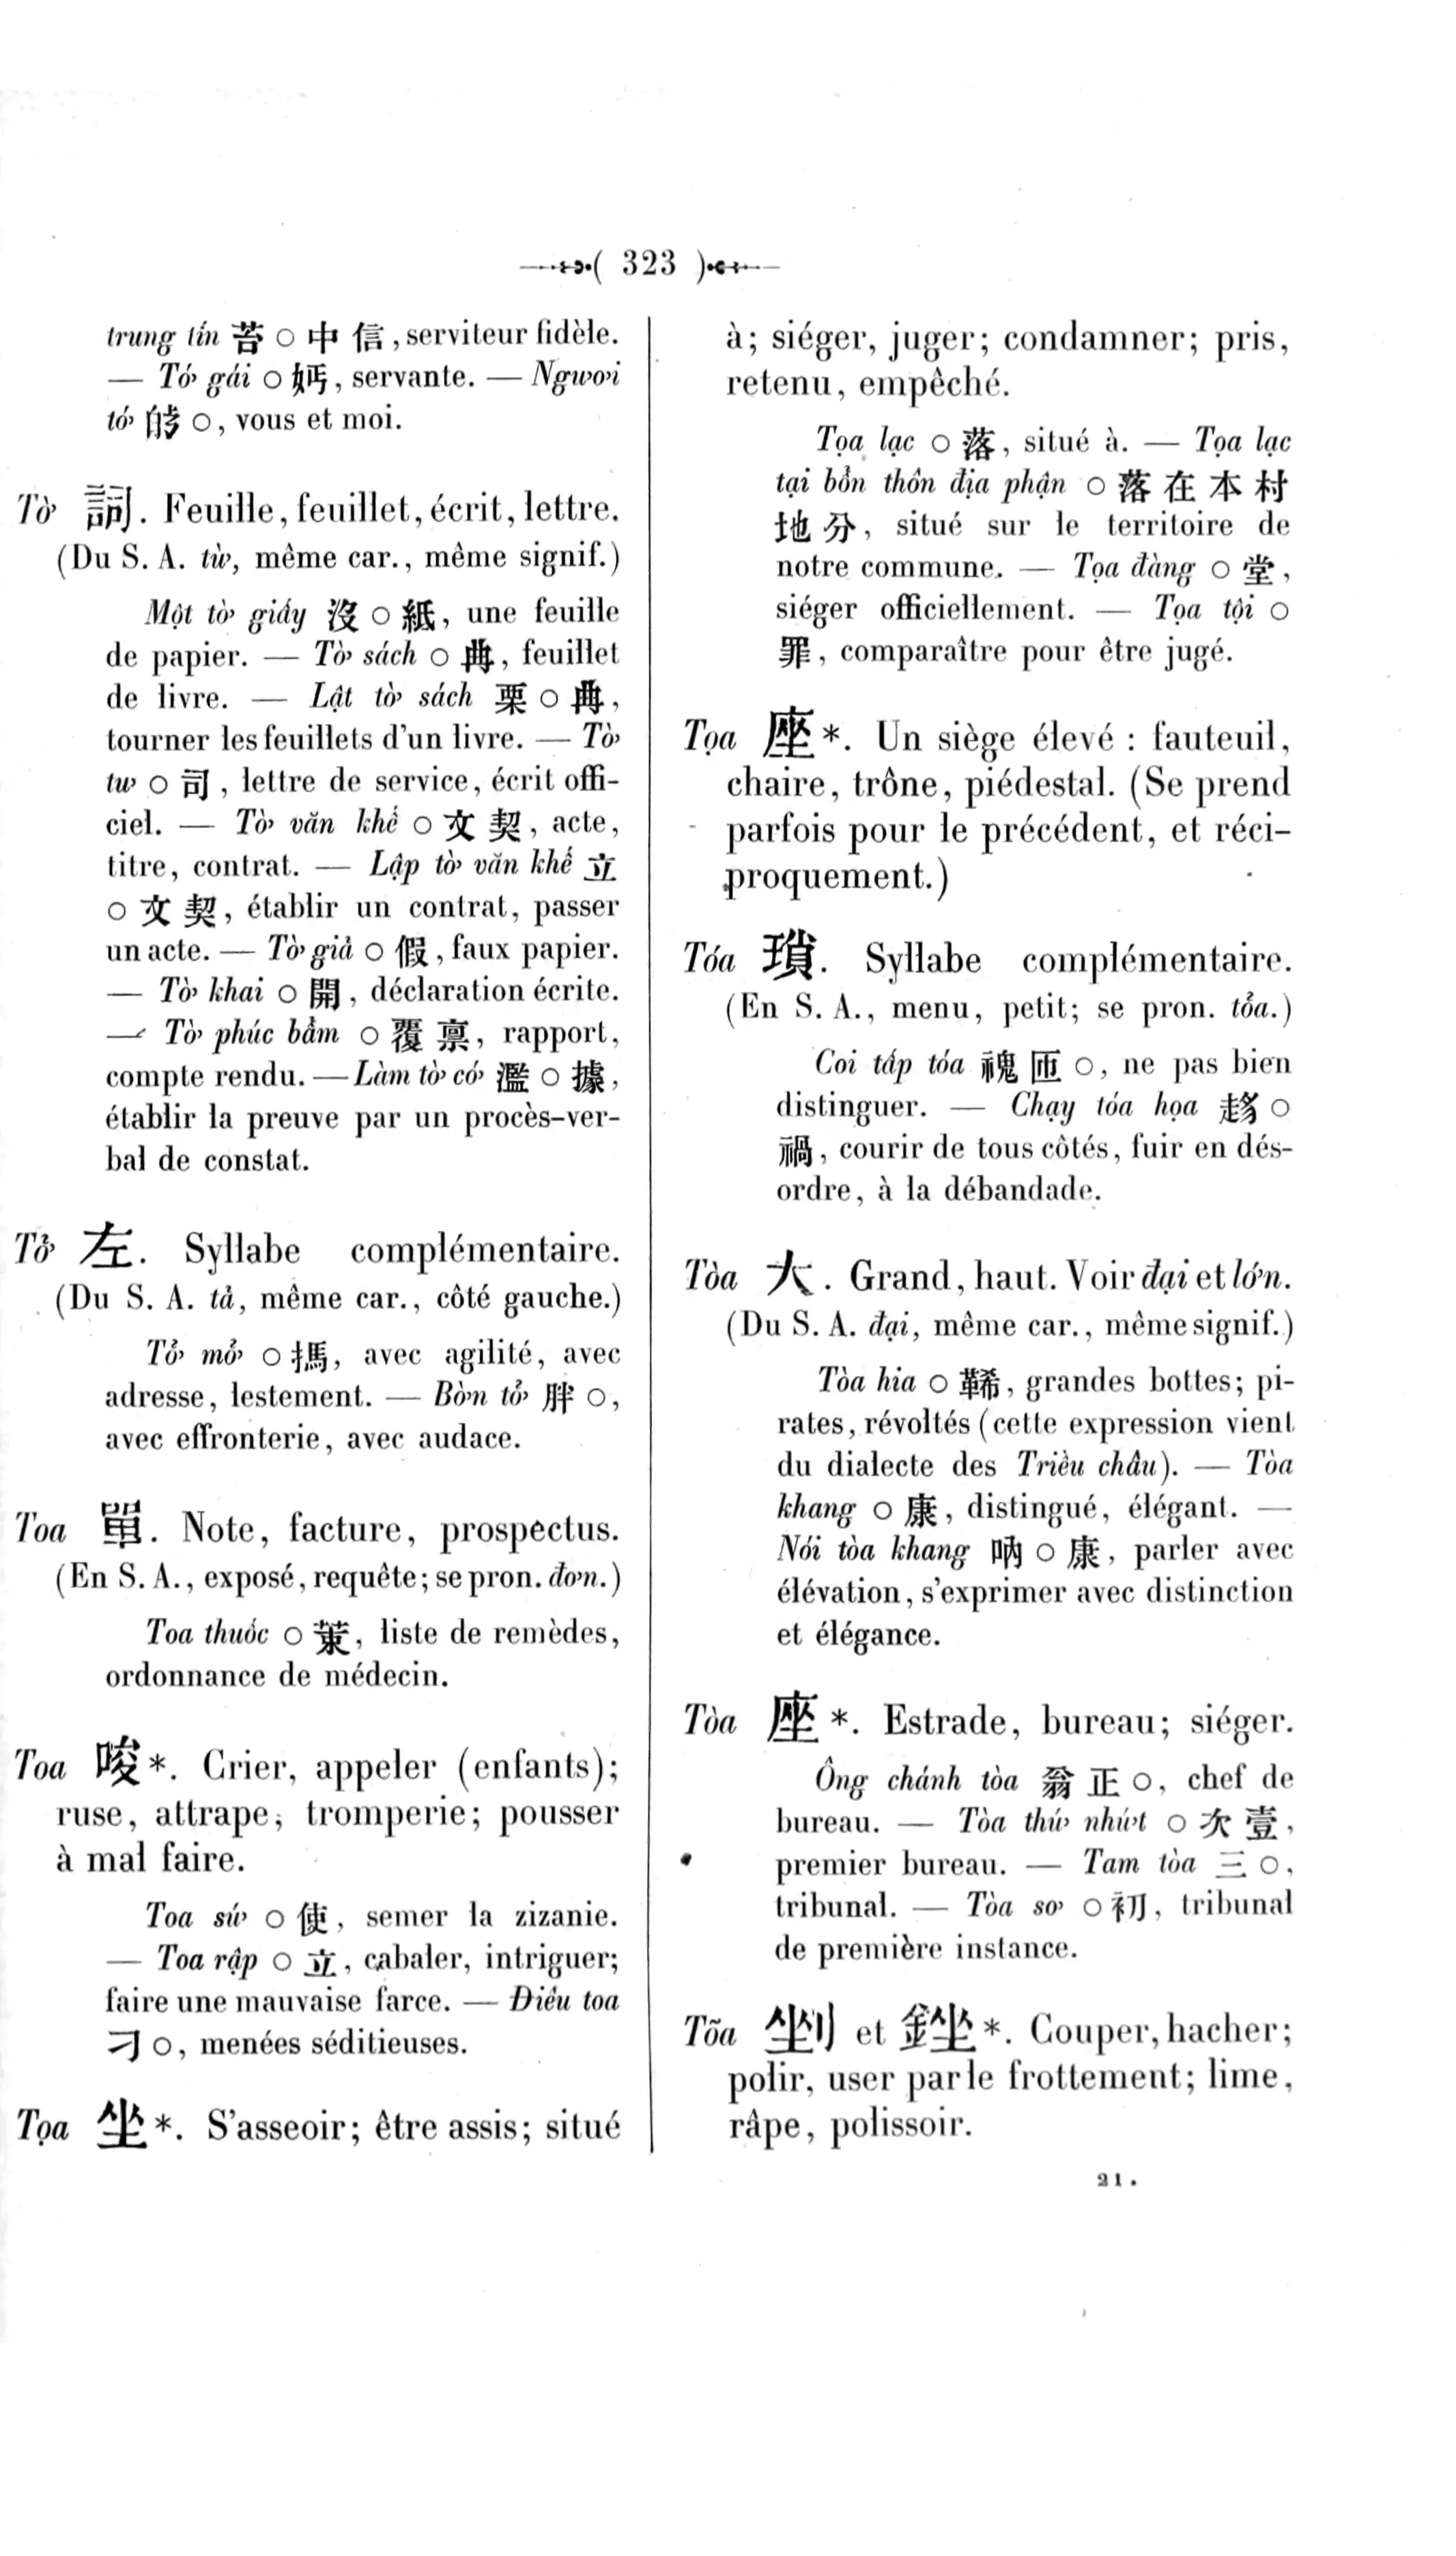 ( 323 )
trung tín 苔 ○ 中 信, serviteur fidèle.
— Tớ gái ○ 𡛔, servante. — Ngươi
tớ ○, vous et moi.
Tờ 詞. Feuille, feuillet, écrit, lettre.
(Du S. A. từ, même car., même signif.)
Một tờ giấy 沒 ○ 紙, une feuille
de papier. — Tờ sách ○ 冊, feuillet
de livre. — Lật tờ sách 栗 ○ 冊,
tourner les feuillets d'un livre. — Tờ
tư ○ 司, lettre de service, écrit offi-
ciel. — Tờ văn khế ○ 文 契, acte,
titre, contrat. — Lập tờ văn khế 立
○ 文 契, établir un contrat, passer
un acte. — Tờ giả ○ 假, faux papier.
— Tờ khai ○ 開, déclaration écrite.
— Tờ phúc bẩm ○ 覆 禀, rapport,
compte rendu. — Làm tờ cớ 濫 ○ 據,
établir la preuve par un procès-ver-
bal de constat.
Tở 左. Syllabe complémentaire.
(Du S. A. tả, même car., côté gauche.)
Tở mở ○ 搗, avec agilité, avec
adresse, lestement. — Bờn tở 胖 ○,
avec effronterie, avec audace.
Toa 單. Note, facture, prospectus.
(En S. A., exposé, requête; se pron. đơn.)
Toa thuốc ○ 葉, liste de remèdes,
ordonnance de médecin.
Toa 唆 *. Crier, appeler (enfants);
ruse, attrape; tromperie; pousser
à mal faire.
Toa sứ ○ 使, semer la zizanie.
— Toa rập ○ 立, cabaler, intriguer;
faire une mauvaise farce. — Điêu toa
刁 ○, menées séditieuses.
Tọa 坐 *. S'asseoir; être assis; situé
à; siéger, juger; condamner; pris,
retenu, empêché.
Tọa lạc ○ 落, situé à. — Tọa lạc
tại bổn thôn địa phận ○ 落 在 本 村
地 分, situé sur le territoire de
notre commune. — Tọa đàng ○ 堂,
siéger officiellement. — Tọa tội ○
罪, comparaître pour être jugé.
Tọa 座 *. Un siège élevé : fauteuil,
chaire, trône, piédestal. (Se prend
parfois pour le précédent, et réci-
proquement.)
Tóa 瑣. Syllabe complémentaire.
(En S. A., menu, petit; se pron. tỏa.)
Coi tấp tóa 䙾 匝 ○, ne pas bien
distinguer. — Chạy tóa họa 趍 ○
禍, courir de tous côtés, fuir en dés-
ordre, à la débandade.
Tòa 大. Grand, haut. Voir đại et lớn.
(Du S. A. đại, même car., même signif.)
Tòa hia ○ 鞾, grandes bottes; pi-
rates, révoltés (cette expression vient
du dialecte des Triều châu). — Tòa
khang ○ 康, distingué, élégant. —
Nói tòa khang 吶 ○ 康, parler avec
élévation, s'exprimer avec distinction
et élégance.
Tòa 座 *. Estrade, bureau; siéger.
Ông chánh tòa 翁 正 ○, chef de
bureau. — Tòa thứ nhứt ○ 次 壹,
premier bureau. — Tam tòa 三 ○,
tribunal. — Tòa sơ ○ 初, tribunal
de première instance.
Tõa 剉 et 銼 *. Couper, hacher;
polir, user par le frottement; lime,
râpe, polissoir.
21.